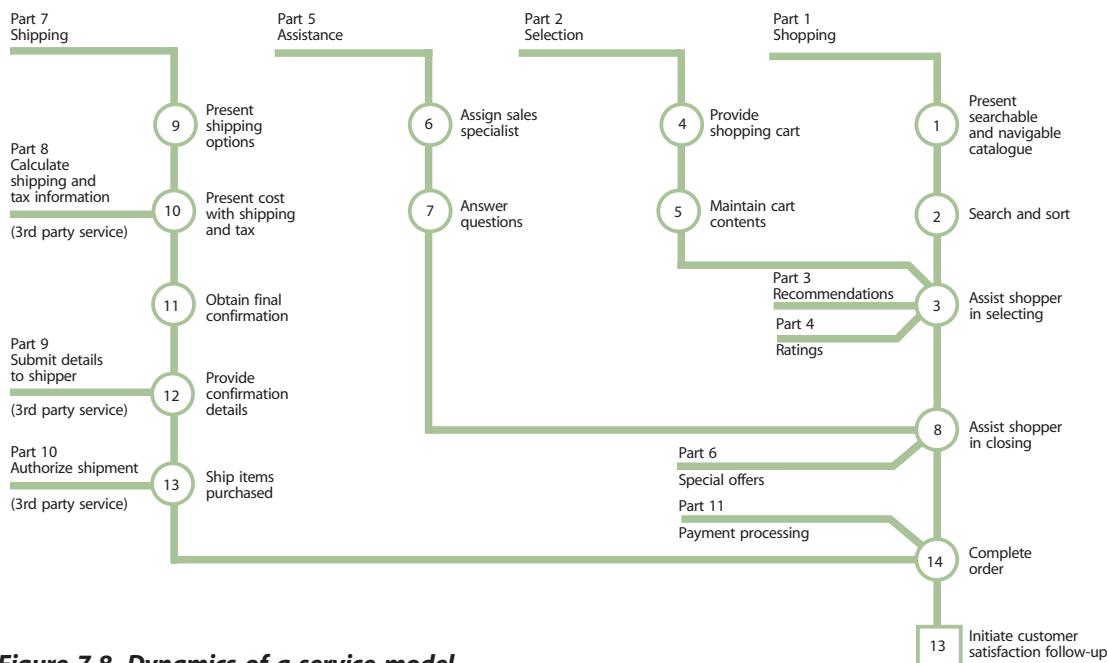 Part 7
Shipping
Part 5
Assistance
Part 2
Selection
Part 1
Shopping
9
Present
shipping
options
6
Assign sales
specialist
4
Provide
shopping cart
1
Present
searchable
and navigable
catalogue
Part 8
Calculate
shipping and
tax information
(3rd party service)
10
Present cost
with shipping
and tax
7
Answer
questions
5
Maintain cart
contents
2
Search and sort
11
Obtain final
confirmation
Part 3
Recommendations
Part 4
Ratings
3
Assist shopper
in selecting
Part 9
Submit details
to shipper
(3rd party service)
12
Provide
confirmation
details
8
Assist shopper
in closing
Part 6
Special offers
Part 10
Authorize shipment
(3rd party service)
13
Ship items
purchased
Part 11
Payment processing
14
Complete
order
13
Initiate customer
satisfaction follow-up
Figure 7.8 Dynamics of a service model